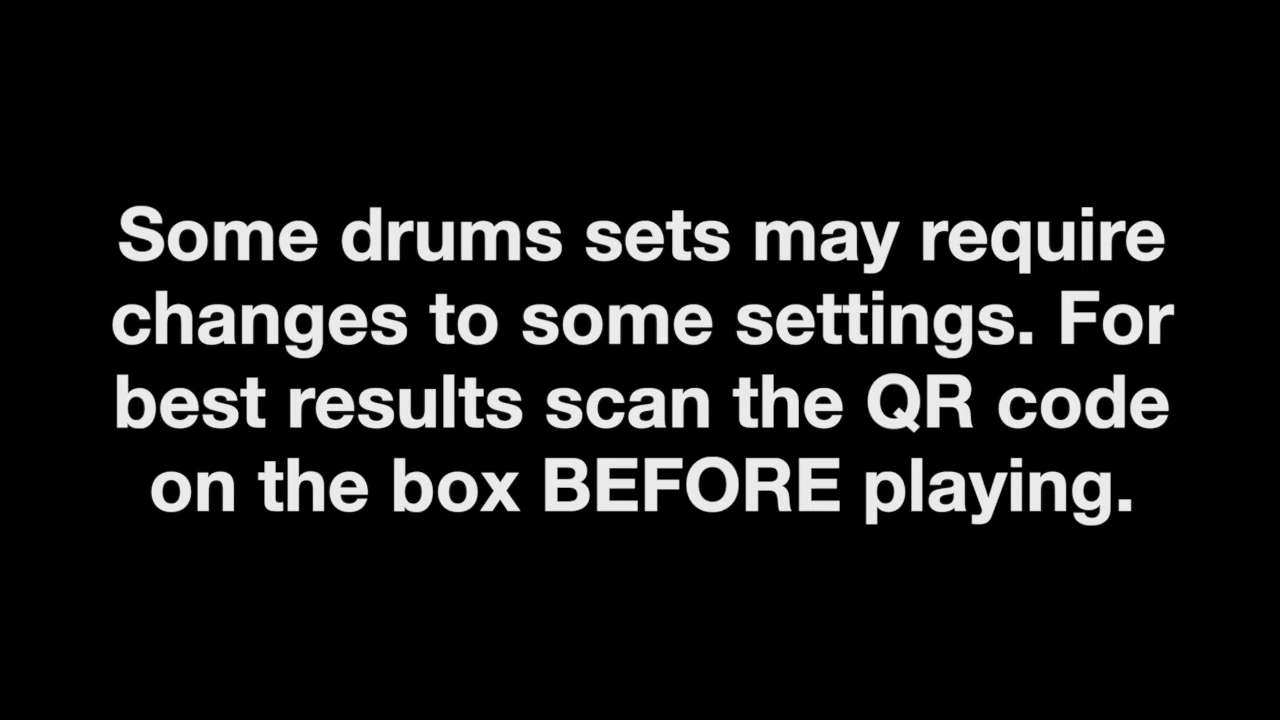 Some drums sets may require
changes to some settings. For
best results scan the QR code
on the box BEFORE playing.